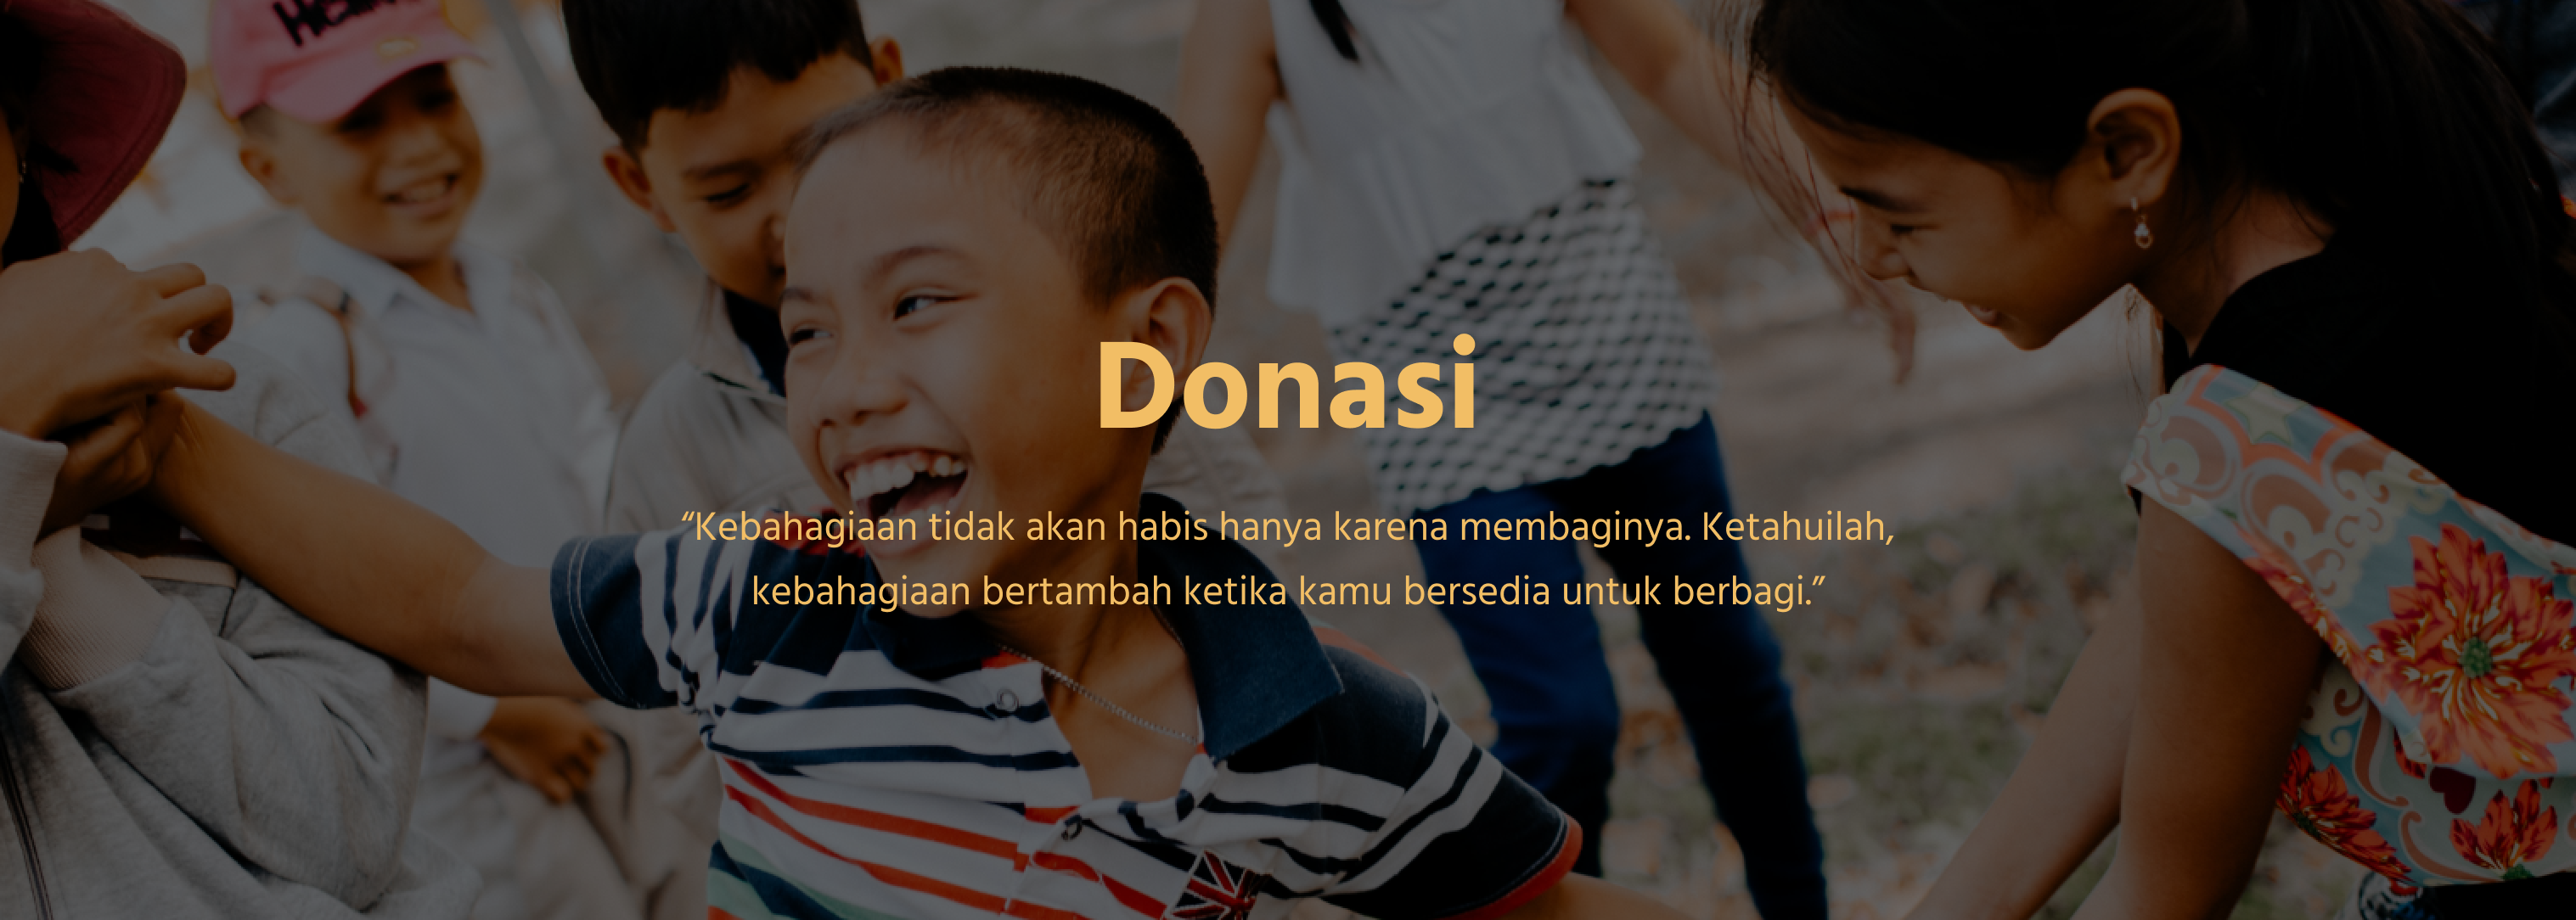 Donasi
“Kebahagiaan tidak akan habis hanya karena membaginya. Ketahuilah,
kebahagiaan bertambah ketika kamu bersedia untuk berbagi.”